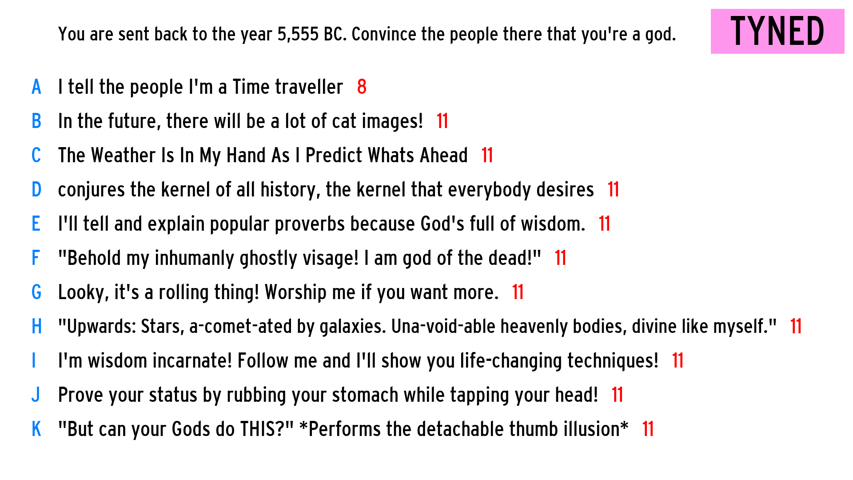 You are sent back to the year 5,555 BC. Convince the people there that you're a god.
TYNED
A I tell the people I'm a Time traveller 8
B In the future, there will be a lot of cat images! 11
C The Weather Is In My Hand As I Predict Whats Ahead 11
D conjures the kernel of all history, the kernel that everybody desires 11
E I'll tell and explain popular proverbs because God's full of wisdom. 11
F "Behold my inhumanly ghostly visage! I am god of the dead!" 11
G Looky, it's a rolling thing! Worship me if you want more. 11
H "Upwards: Stars, a-comet-ated by galaxies. Una-void-able heavenly bodies, divine like myself." 11
I I'm wisdom incarnate! Follow me and I'll show you life-changing techniques! 11
J Prove your status by rubbing your stomach while tapping your head! 11
K "But can your Gods do THIS?" *Performs the detachable thumb illusion* 11